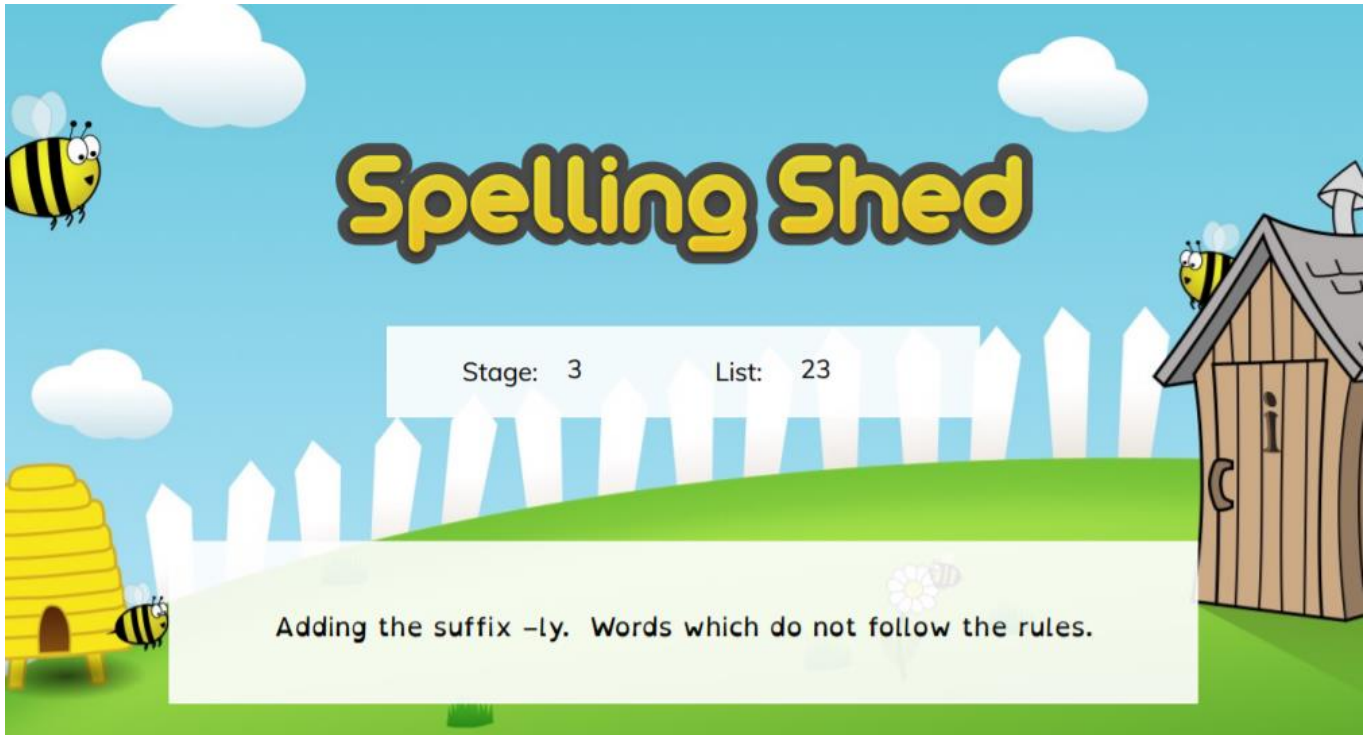 Spelling Shed
Stage: 3 List: 23
i
Adding the suffix –ly.  Words which do not follow the rules.